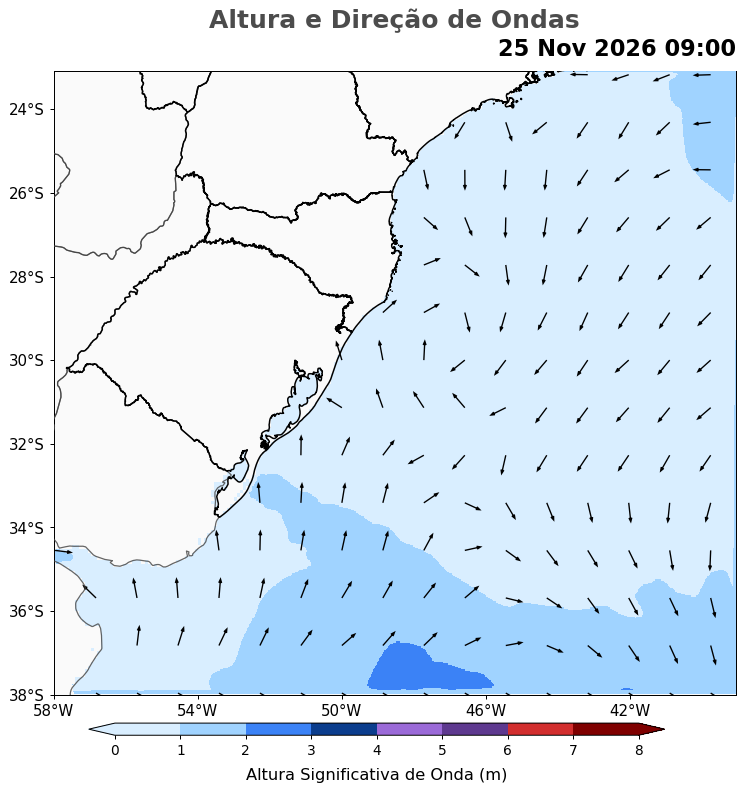 Altura e Direção de Ondas
25 Nov 2026 09:00
24°S
26°S
28°S
30°S
32°S
34°S
36°S
38°S
58°W 54°W 50°W 46°W 42°W
0 1 2 3 4 5 6 7 8
Altura Significativa de Onda (m)